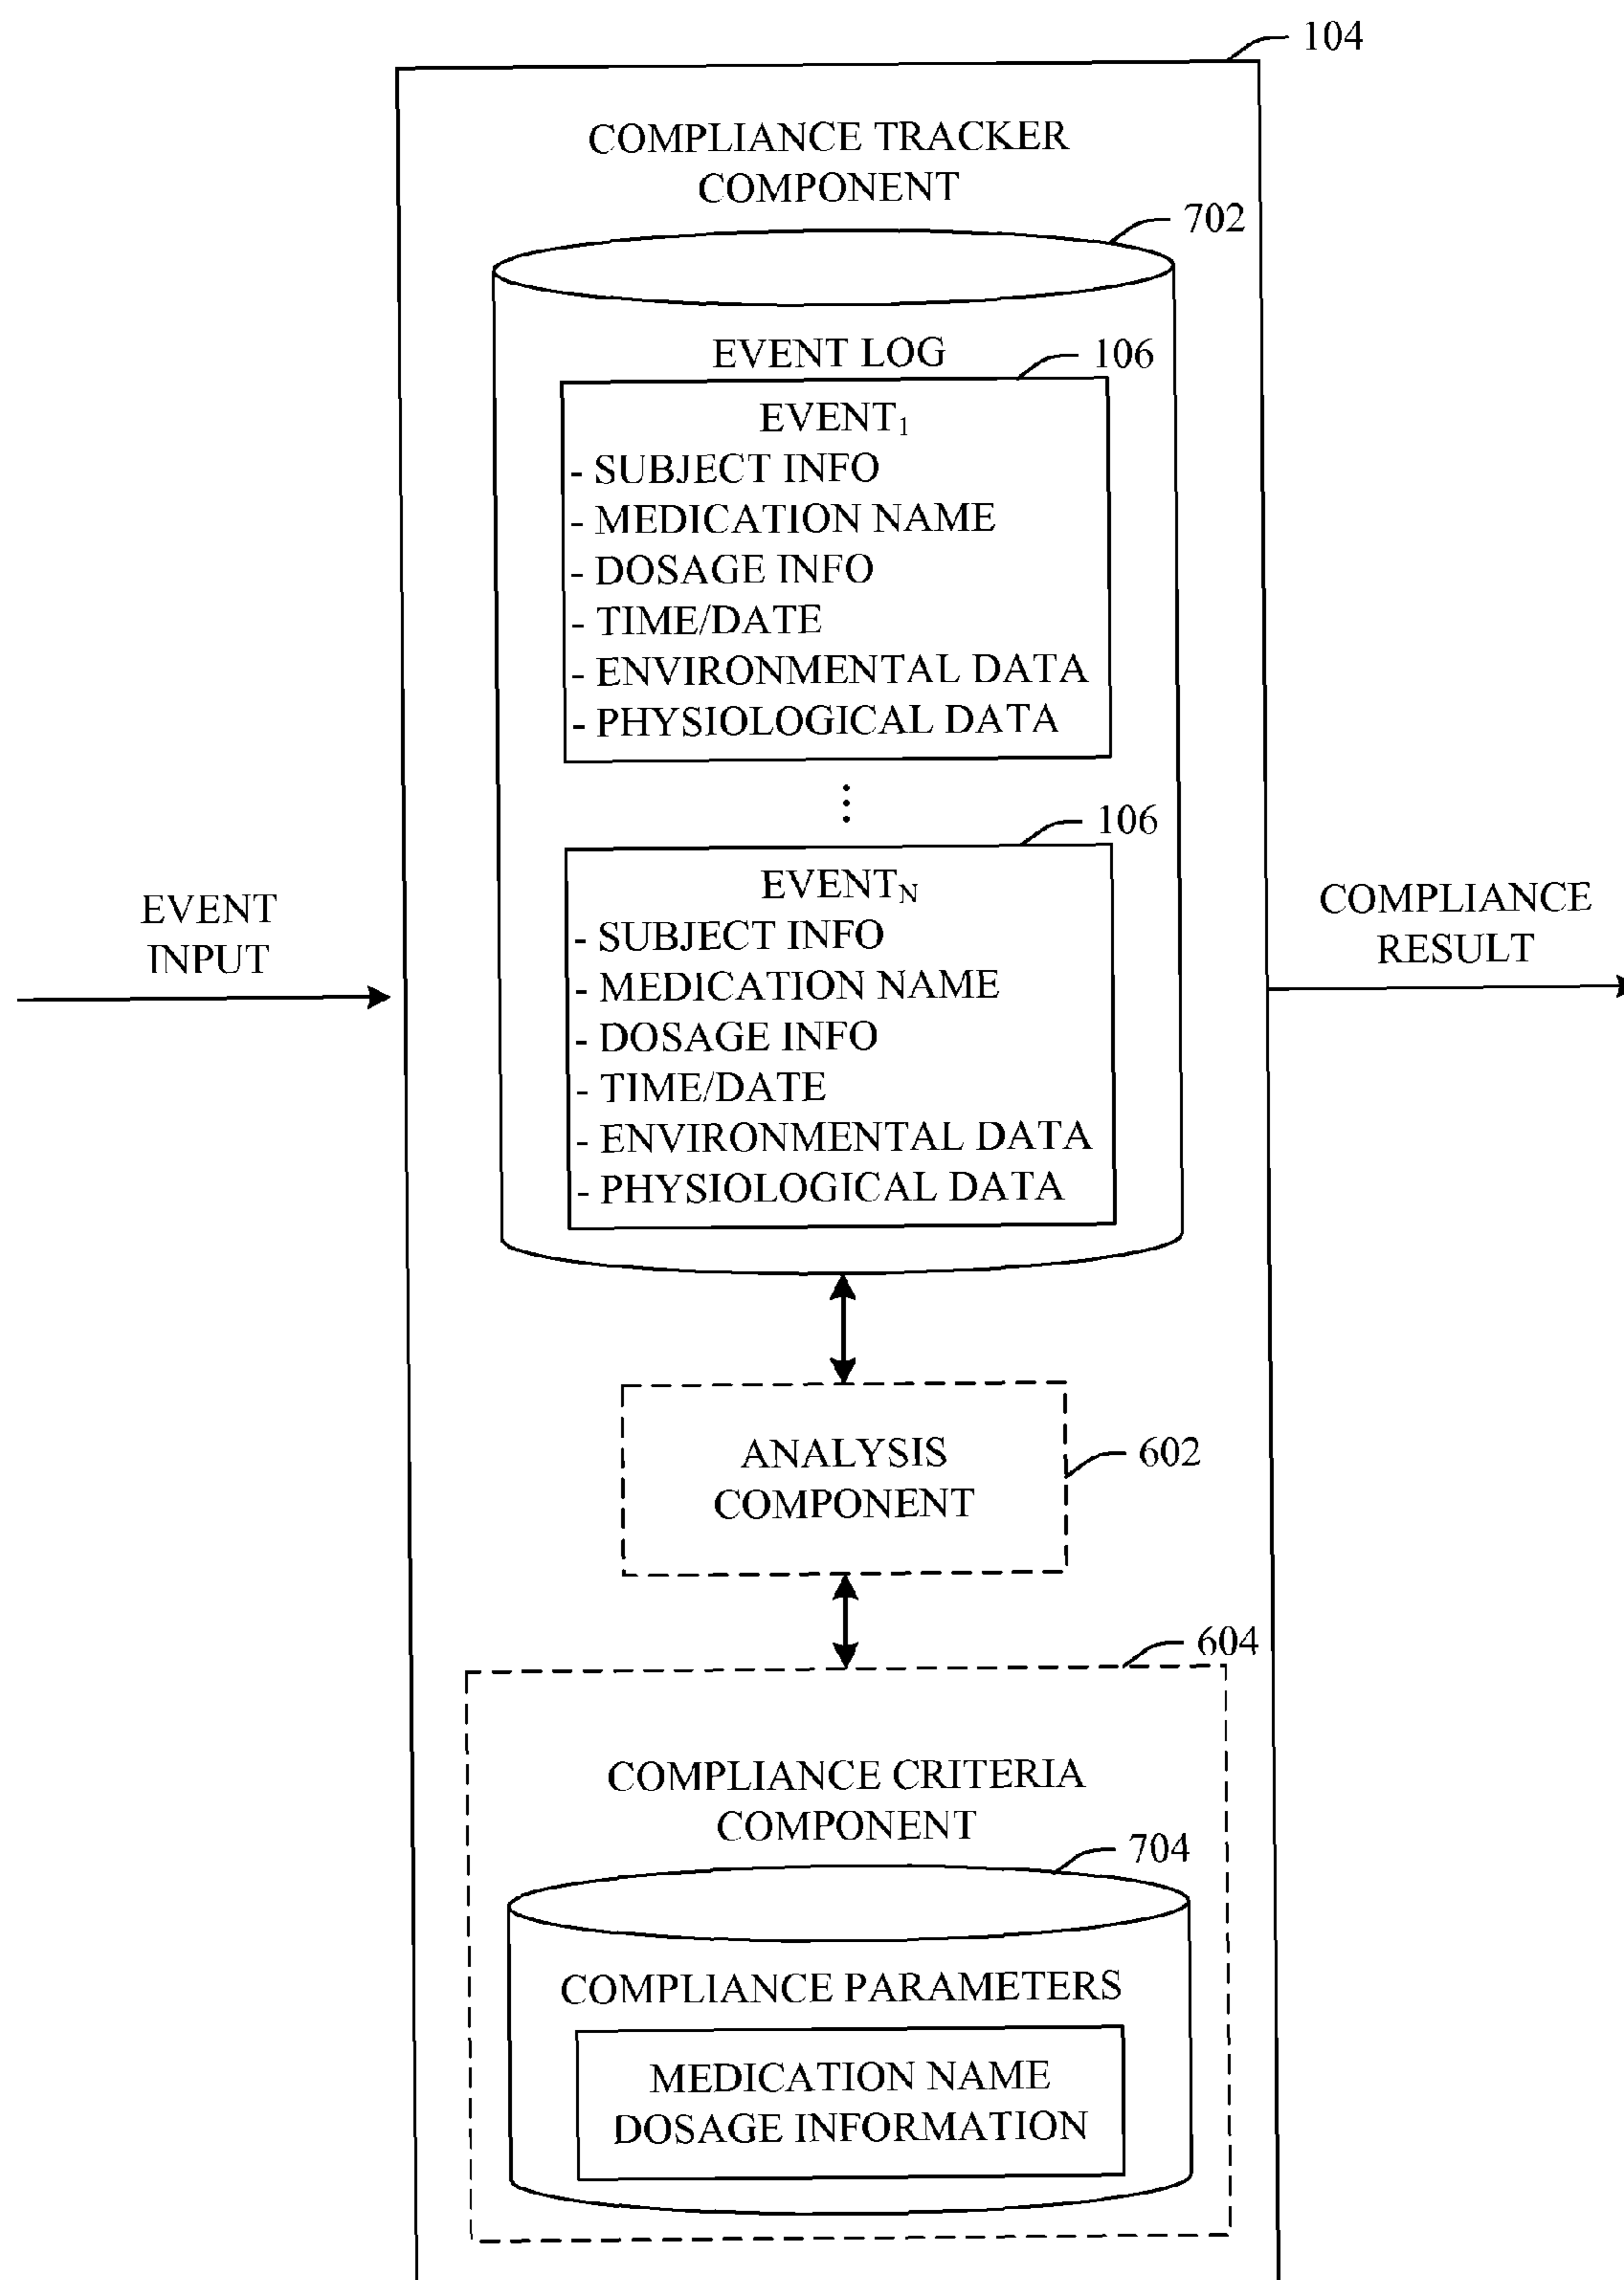 104
COMPLIANCE TRACKER
COMPONENT
702
EVENT LOG
106
EVENT₁
- SUBJECT INFO
- MEDICATION NAME
- DOSAGE INFO
- TIME/DATE
- ENVIRONMENTAL DATA
- PHYSIOLOGICAL DATA
106
EVENT_N
- SUBJECT INFO
- MEDICATION NAME
- DOSAGE INFO
- TIME/DATE
- ENVIRONMENTAL DATA
- PHYSIOLOGICAL DATA
EVENT
INPUT
COMPLIANCE
RESULT
ANALYSIS
COMPONENT
602
604
COMPLIANCE CRITERIA
COMPONENT
704
COMPLIANCE PARAMETERS
MEDICATION NAME
DOSAGE INFORMATION